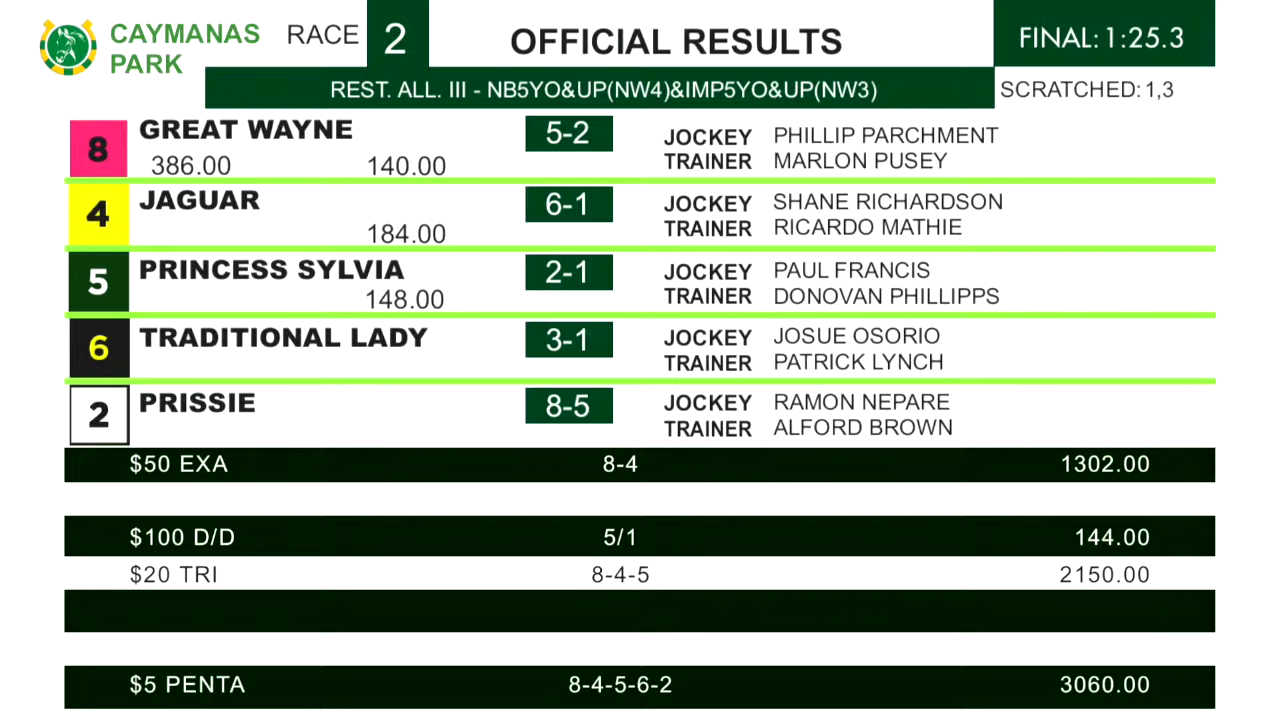 CAYMANAS PARK
RACE 2
OFFICIAL RESULTS
FINAL: 1:25.3
REST. ALL. III - NB5YO&UP(NW4)&IMP5YO&UP(NW3)
SCRATCHED: 1,3
8 GREAT WAYNE 5-2 JOCKEY PHILLIP PARCHMENT
386.00 140.00 TRAINER MARLON PUSEY
4 JAGUAR 6-1 JOCKEY SHANE RICHARDSON
184.00 TRAINER RICARDO MATHIE
5 PRINCESS SYLVIA 2-1 JOCKEY PAUL FRANCIS
148.00 TRAINER DONOVAN PHILLIPPS
6 TRADITIONAL LADY 3-1 JOCKEY JOSUE OSORIO
TRAINER PATRICK LYNCH
2 PRISSIE 8-5 JOCKEY RAMON NEPARE
TRAINER ALFORD BROWN
$50 EXA 8-4 1302.00
$100 D/D 5/1 144.00
$20 TRI 8-4-5 2150.00
$5 PENTA 8-4-5-6-2 3060.00